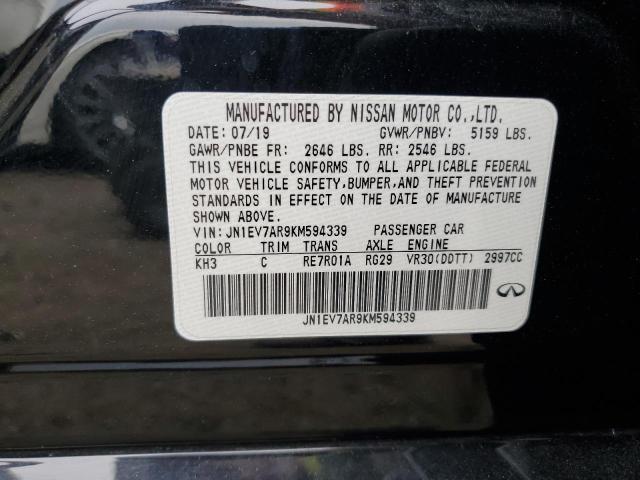 MANUFACTURED BY NISSAN MOTOR CO.,LTD.
DATE: 07/19 GVWR/PNBV: 5159 LBS.
GAWR/PNBE FR: 2646 LBS. RR: 2546 LBS.
THIS VEHICLE CONFORMS TO ALL APPLICABLE FEDERAL
MOTOR VEHICLE SAFETY,BUMPER,AND THEFT PREVENTION
STANDARDS IN EFFECT ON THE DATE OF MANUFACTURE
SHOWN ABOVE.
VIN: JN1EV7AR9KM594339 PASSENGER CAR
COLOR TRIM TRANS AXLE ENGINE
KH3 C RE7R01A RG29 VR30(DDTT) 2997CC
JN1EV7AR9KM594339